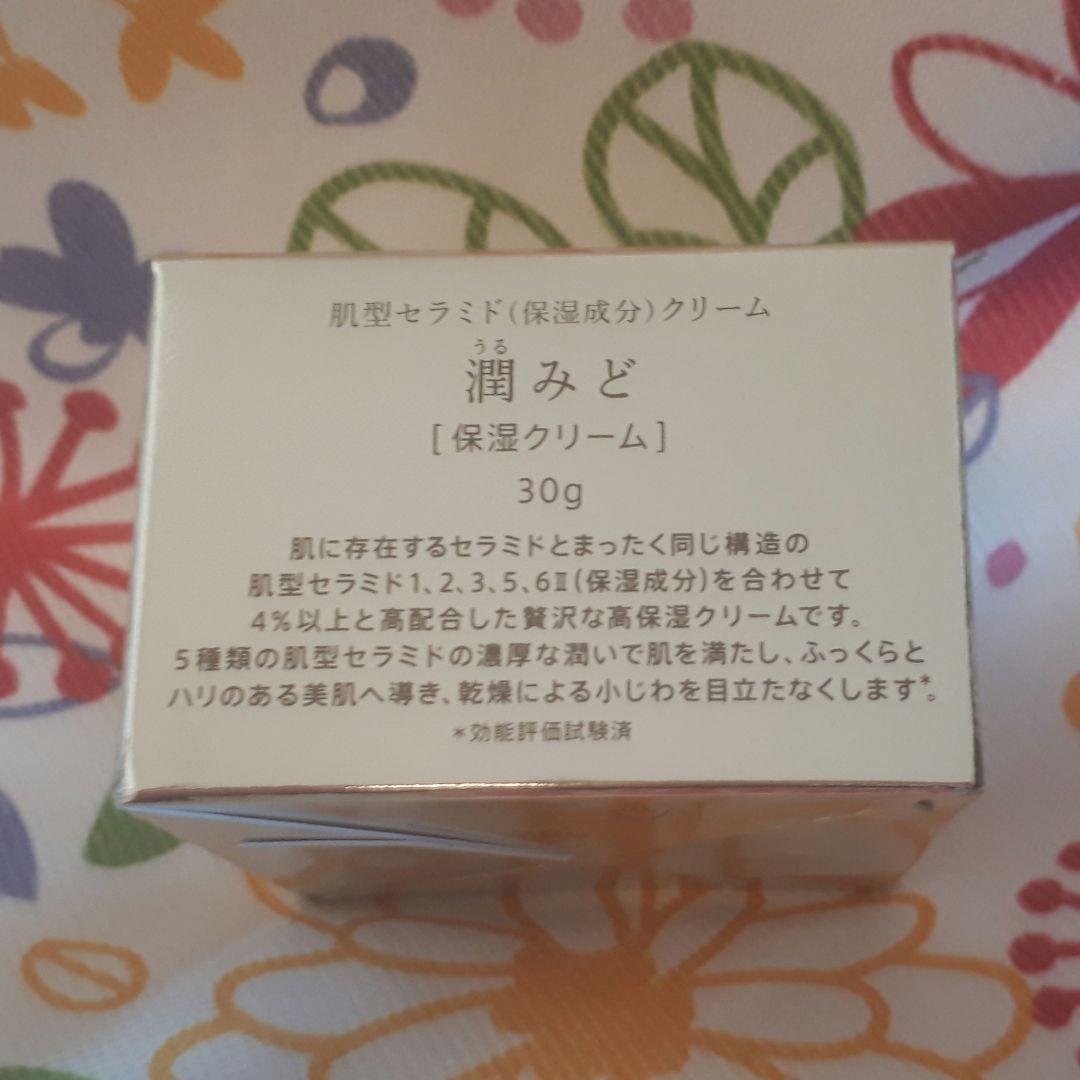 肌型セラミド(保湿成分)クリーム
うる
潤みど
[保湿クリーム]
30g
肌に存在するセラミドとまったく同じ構造の
肌型セラミド1、2、3、5、6Ⅱ(保湿成分)を合わせて
4%以上と高配合した贅沢な高保湿クリームです。
5種類の肌型セラミドの濃厚な潤いで肌を満たし、ふっくらと
ハリのある美肌へ導き、乾燥による小じわを目立たなくします*。
*効能評価試験済